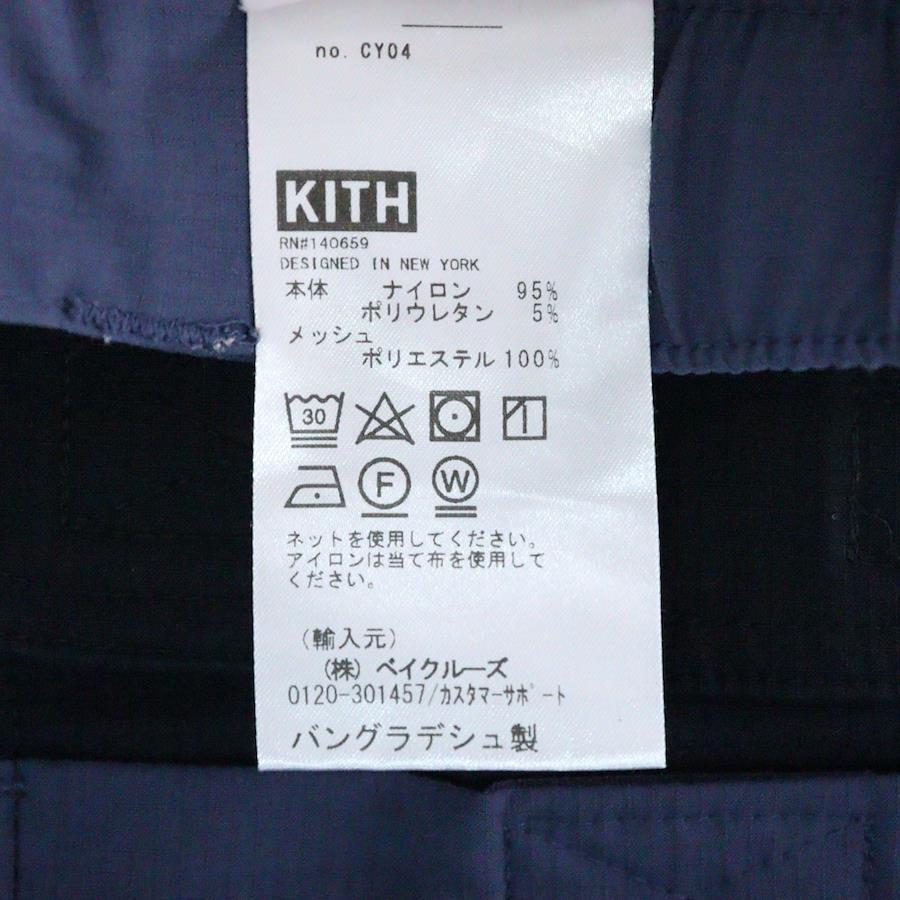 no. CY04
KITH
RN#140659
DESIGNED IN NEW YORK
本体 ナイロン 95%
ポリウレタン 5%
メッシュ
ポリエステル 100%
30
F W
ネットを使用してください。
アイロンは当て布を使用して
ください。
(輸入元)
(株) ベイクルーズ
0120-301457/カスタマーサポート
バングラデシュ製